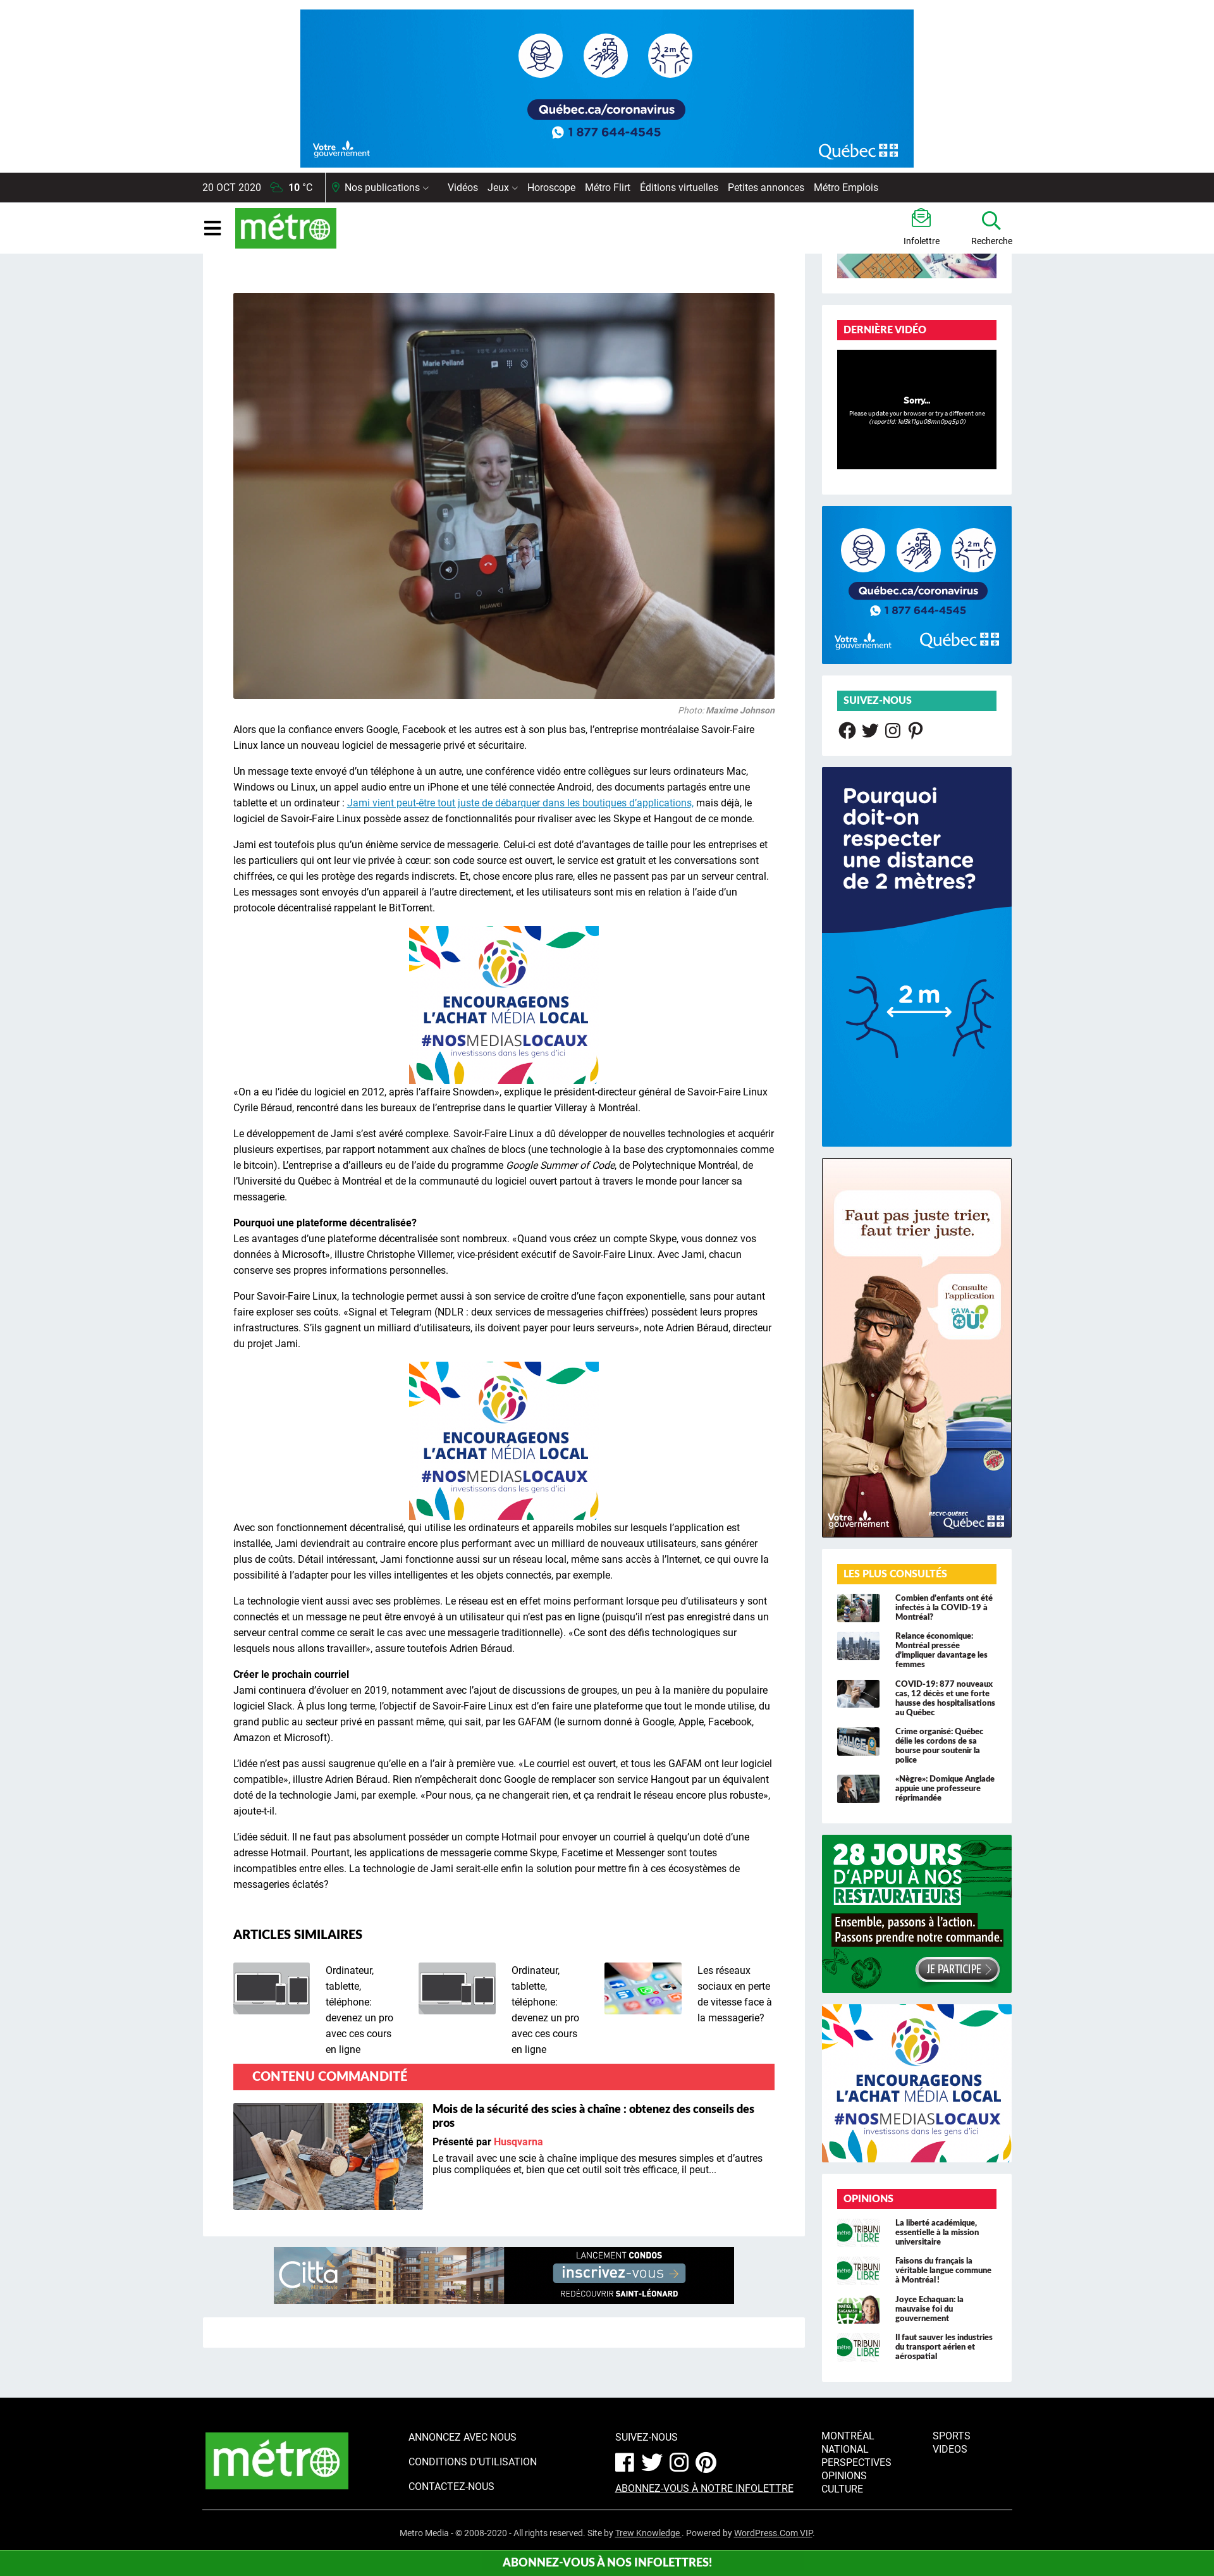 2 m
Québec.ca/coronavirus
1 877 644-4545
Votre
gouvernement
Québec
20 OCT 2020
10 °C
Nos publications
Vidéos
Jeux
Horoscope
Métro Flirt
Éditions virtuelles
Petites annonces
Métro Emplois
métro
Infolettre
Recherche
Marie Pelland
HUAWEI
Photo: Maxime Johnson
Alors que la confiance envers Google, Facebook et les autres est à son plus bas, l’entreprise montréalaise Savoir-Faire
Linux lance un nouveau logiciel de messagerie privé et sécuritaire.
Un message texte envoyé d’un téléphone à un autre, une conférence vidéo entre collègues sur leurs ordinateurs Mac,
Windows ou Linux, un appel audio entre un iPhone et une télé connectée Android, des documents partagés entre une
tablette et un ordinateur : Jami vient peut-être tout juste de débarquer dans les boutiques d’applications, mais déjà, le
logiciel de Savoir-Faire Linux possède assez de fonctionnalités pour rivaliser avec les Skype et Hangout de ce monde.
Jami est toutefois plus qu’un énième service de messagerie. Celui-ci est doté d’avantages de taille pour les entreprises et
les particuliers qui ont leur vie privée à cœur: son code source est ouvert, le service est gratuit et les conversations sont
chiffrées, ce qui les protège des regards indiscrets. Et, chose encore plus rare, elles ne passent pas par un serveur central.
Les messages sont envoyés d’un appareil à l’autre directement, et les utilisateurs sont mis en relation à l’aide d’un
protocole décentralisé rappelant le BitTorrent.
ENCOURAGEONS
L’ACHAT MÉDIA LOCAL
#NOSMEDIASLOCAUX
investissons dans les gens d’ici
«On a eu l’idée du logiciel en 2012, après l’affaire Snowden», explique le président-directeur général de Savoir-Faire Linux
Cyrile Béraud, rencontré dans les bureaux de l’entreprise dans le quartier Villeray à Montréal.
Le développement de Jami s’est avéré complexe. Savoir-Faire Linux a dû développer de nouvelles technologies et acquérir
plusieurs expertises, par rapport notamment aux chaînes de blocs (une technologie à la base des cryptomonnaies comme
le bitcoin). L’entreprise a d’ailleurs eu de l’aide du programme Google Summer of Code, de Polytechnique Montréal, de
l’Université du Québec à Montréal et de la communauté du logiciel ouvert partout à travers le monde pour lancer sa
messagerie.
Pourquoi une plateforme décentralisée?
Les avantages d’une plateforme décentralisée sont nombreux. «Quand vous créez un compte Skype, vous donnez vos
données à Microsoft», illustre Christophe Villemer, vice-président exécutif de Savoir-Faire Linux. Avec Jami, chacun
conserve ses propres informations personnelles.
Pour Savoir-Faire Linux, la technologie permet aussi à son service de croître d’une façon exponentielle, sans pour autant
faire exploser ses coûts. «Signal et Telegram (NDLR : deux services de messageries chiffrées) possèdent leurs propres
infrastructures. S’ils gagnent un milliard d’utilisateurs, ils doivent payer pour leurs serveurs», note Adrien Béraud, directeur
du projet Jami.
ENCOURAGEONS
L’ACHAT MÉDIA LOCAL
#NOSMEDIASLOCAUX
investissons dans les gens d’ici
Avec son fonctionnement décentralisé, qui utilise les ordinateurs et appareils mobiles sur lesquels l’application est
installée, Jami deviendrait au contraire encore plus performant avec un milliard de nouveaux utilisateurs, sans générer
plus de coûts. Détail intéressant, Jami fonctionne aussi sur un réseau local, même sans accès à l’Internet, ce qui ouvre la
possibilité à l’adapter pour les villes intelligentes et les objets connectés, par exemple.
La technologie vient aussi avec ses problèmes. Le réseau est en effet moins performant lorsque peu d’utilisateurs y sont
connectés et un message ne peut être envoyé à un utilisateur qui n’est pas en ligne (puisqu’il n’est pas enregistré dans un
serveur central comme ce serait le cas avec une messagerie traditionnelle). «Ce sont des défis technologiques sur
lesquels nous allons travailler», assure toutefois Adrien Béraud.
Créer le prochain courriel
Jami continuera d’évoluer en 2019, notamment avec l’ajout de discussions de groupes, un peu à la manière du populaire
logiciel Slack. À plus long terme, l’objectif de Savoir-Faire Linux est d’en faire une plateforme que tout le monde utilise, du
grand public au secteur privé en passant même, qui sait, par les GAFAM (le surnom donné à Google, Apple, Facebook,
Amazon et Microsoft).
L’idée n’est pas aussi saugrenue qu’elle en a l’air à première vue. «Le courriel est ouvert, et tous les GAFAM ont leur logiciel
compatible», illustre Adrien Béraud. Rien n’empêcherait donc Google de remplacer son service Hangout par un équivalent
doté de la technologie Jami, par exemple. «Pour nous, ça ne changerait rien, et ça rendrait le réseau encore plus robuste»,
ajoute-t-il.
L’idée séduit. Il ne faut pas absolument posséder un compte Hotmail pour envoyer un courriel à quelqu’un doté d’une
adresse Hotmail. Pourtant, les applications de messagerie comme Skype, Facetime et Messenger sont toutes
incompatibles entre elles. La technologie de Jami serait-elle enfin la solution pour mettre fin à ces écosystèmes de
messageries éclatés?
ARTICLES SIMILAIRES
Ordinateur,
tablette,
téléphone:
devenez un pro
avec ces cours
en ligne
Ordinateur,
tablette,
téléphone:
devenez un pro
avec ces cours
en ligne
Les réseaux
sociaux en perte
de vitesse face à
la messagerie?
CONTENU COMMANDITÉ
Mois de la sécurité des scies à chaîne : obtenez des conseils des
pros
Présenté par Husqvarna
Le travail avec une scie à chaîne implique des mesures simples et d’autres
plus compliquées et, bien que cet outil soit très efficace, il peut...
Città
LANCEMENT CONDOS
inscrivez-vous
REDÉCOUVRIR SAINT-LÉONARD
DERNIÈRE VIDÉO
Sorry...
Please update your browser or try a different one
(reportId: 1el3k11gu08mn0pq5p0)
2 m
Québec.ca/coronavirus
1 877 644-4545
Votre
gouvernement
Québec
SUIVEZ-NOUS
Pourquoi
doit-on
respecter
une distance
de 2 mètres?
2 m
Faut pas juste trier,
faut trier juste.
Consulte
l’application
ÇA VA
OÙ?
Votre
gouvernement
RECYC-QUÉBEC
Québec
LES PLUS CONSULTÉS
Combien d’enfants ont été
infectés à la COVID-19 à
Montréal?
Relance économique:
Montréal pressée
d’impliquer davantage les
femmes
COVID-19: 877 nouveaux
cas, 12 décès et une forte
hausse des hospitalisations
au Québec
POLICE
Crime organisé: Québec
délie les cordons de sa
bourse pour soutenir la
police
«Nègre»: Domique Anglade
appuie une professeure
réprimandée
28 JOURS
D’APPUI À NOS
RESTAURATEURS
Ensemble, passons à l’action.
Passons prendre notre commande.
JE PARTICIPE
ENCOURAGEONS
L’ACHAT MÉDIA LOCAL
#NOSMEDIASLOCAUX
investissons dans les gens d’ici
OPINIONS
métro TRIBUNE LIBRE
La liberté académique,
essentielle à la mission
universitaire
métro TRIBUNE LIBRE
Faisons du français la
véritable langue commune
à Montréal !
Joyce Echaquan: la
mauvaise foi du
gouvernement
métro TRIBUNE LIBRE
Il faut sauver les industries
du transport aérien et
aérospatial
métro
ANNONCEZ AVEC NOUS
CONDITIONS D’UTILISATION
CONTACTEZ-NOUS
SUIVEZ-NOUS
ABONNEZ-VOUS À NOTRE INFOLETTRE
MONTRÉAL
NATIONAL
PERSPECTIVES
OPINIONS
CULTURE
SPORTS
VIDEOS
Metro Media - © 2008-2020 - All rights reserved. Site by Trew Knowledge . Powered by WordPress.Com VIP.
ABONNEZ-VOUS À NOS INFOLETTRES!